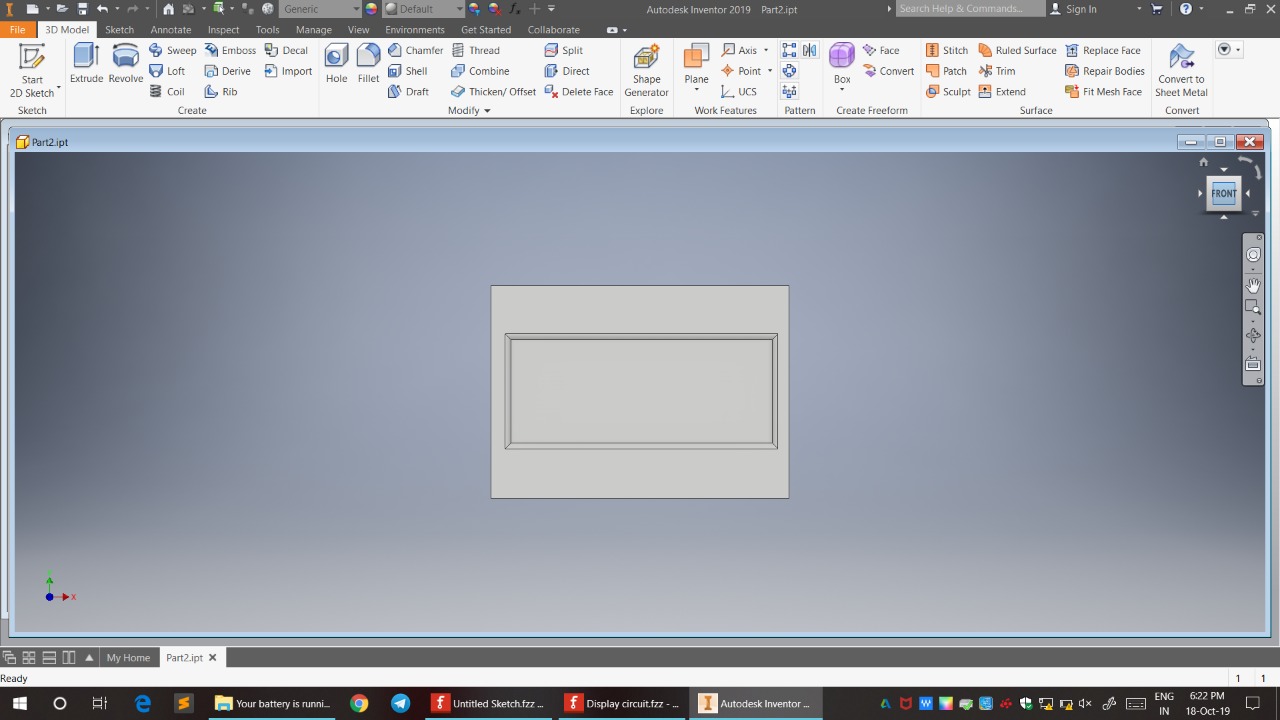 Generic
Default
Autodesk Inventor 2019 Part2.ipt
Search Help & Commands...
Sign In
File
3D Model
Sketch
Annotate
Inspect
Tools
Manage
View
Environments
Get Started
Collaborate
Start
2D Sketch
Sketch
Extrude
Revolve
Sweep
Emboss
Decal
Loft
Derive
Import
Coil
Rib
Create
Hole
Fillet
Chamfer
Thread
Split
Shell
Combine
Direct
Draft
Thicken/ Offset
Delete Face
Modify
Shape
Generator
Explore
Plane
Axis
Point
UCS
Work Features
Pattern
Box
Face
Convert
Create Freeform
Stitch
Ruled Surface
Replace Face
Patch
Trim
Repair Bodies
Sculpt
Extend
Fit Mesh Face
Surface
Convert to
Sheet Metal
Convert
Part2.ipt
FRONT
X
My Home
Part2.ipt
Ready
1 1
Your battery is runni...
Untitled Sketch.fzz ...
Display circuit.fzz - ...
Autodesk Inventor ...
ENG
IN
6:22 PM
18-Oct-19